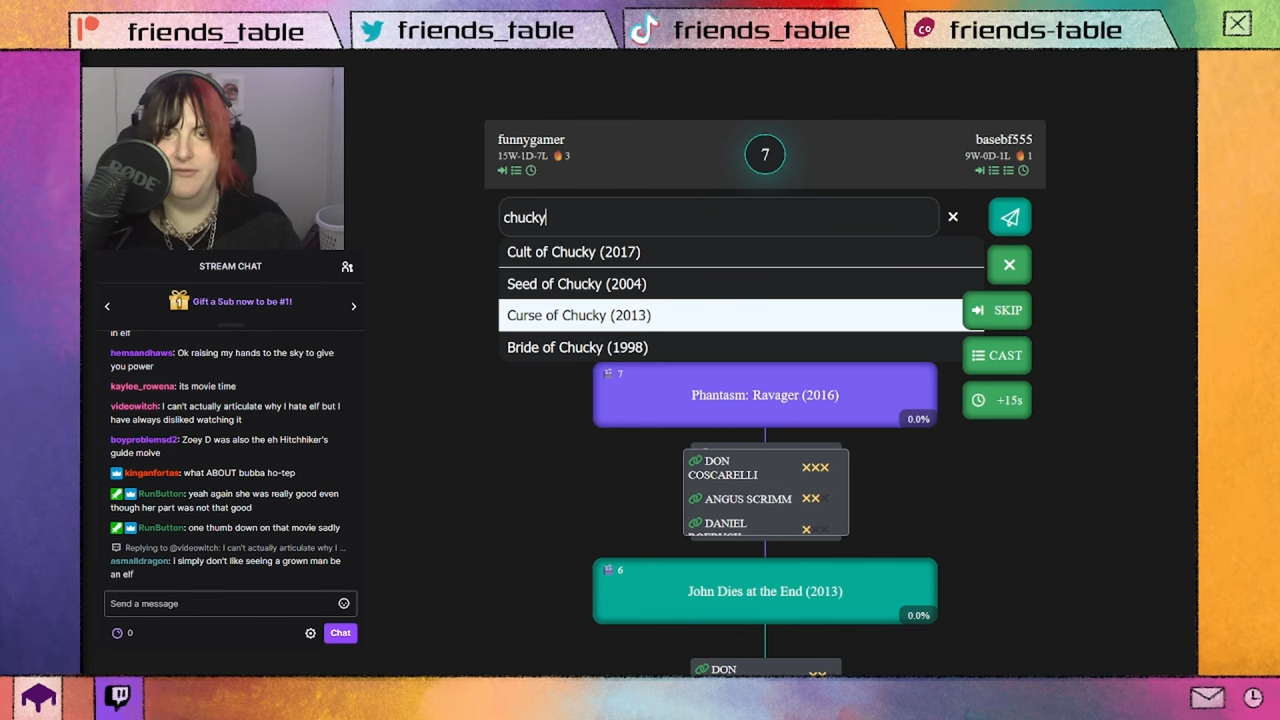 friends_table
friends_table
friends_table
friends-table
RØDE
STREAM CHAT
1
Gift a Sub now to be #1!
in elf
hemsandhaws: Ok raising my hands to the sky to give
you power
kaylee_rowena: its movie time
videowitch: I can't actually articulate why I hate elf but I
have always disliked watching it
boyproblemsd2: Zoey D was also the eh Hitchhiker's
guide moive
kinganfortas: what ABOUT bubba ho-tep
RunButton: yeah again she was really good even
though her part was not that good
RunButton: one thumb down on that movie sadly
Replying to @videowitch: I can't actually articulate why I ...
asmalldragon: I simply don't like seeing a grown man be
an elf
Send a message
0
Chat
funnygamer
15W-1D-7L 3
7
basebf555
9W-0D-1L 1
chucky
Cult of Chucky (2017)
Seed of Chucky (2004)
Curse of Chucky (2013)
Bride of Chucky (1998)
SKIP
CAST
+15s
7
Phantasm: Ravager (2016)
0.0%
DON
COSCARELLI
ANGUS SCRIMM
DANIEL
6
John Dies at the End (2013)
0.0%
DON